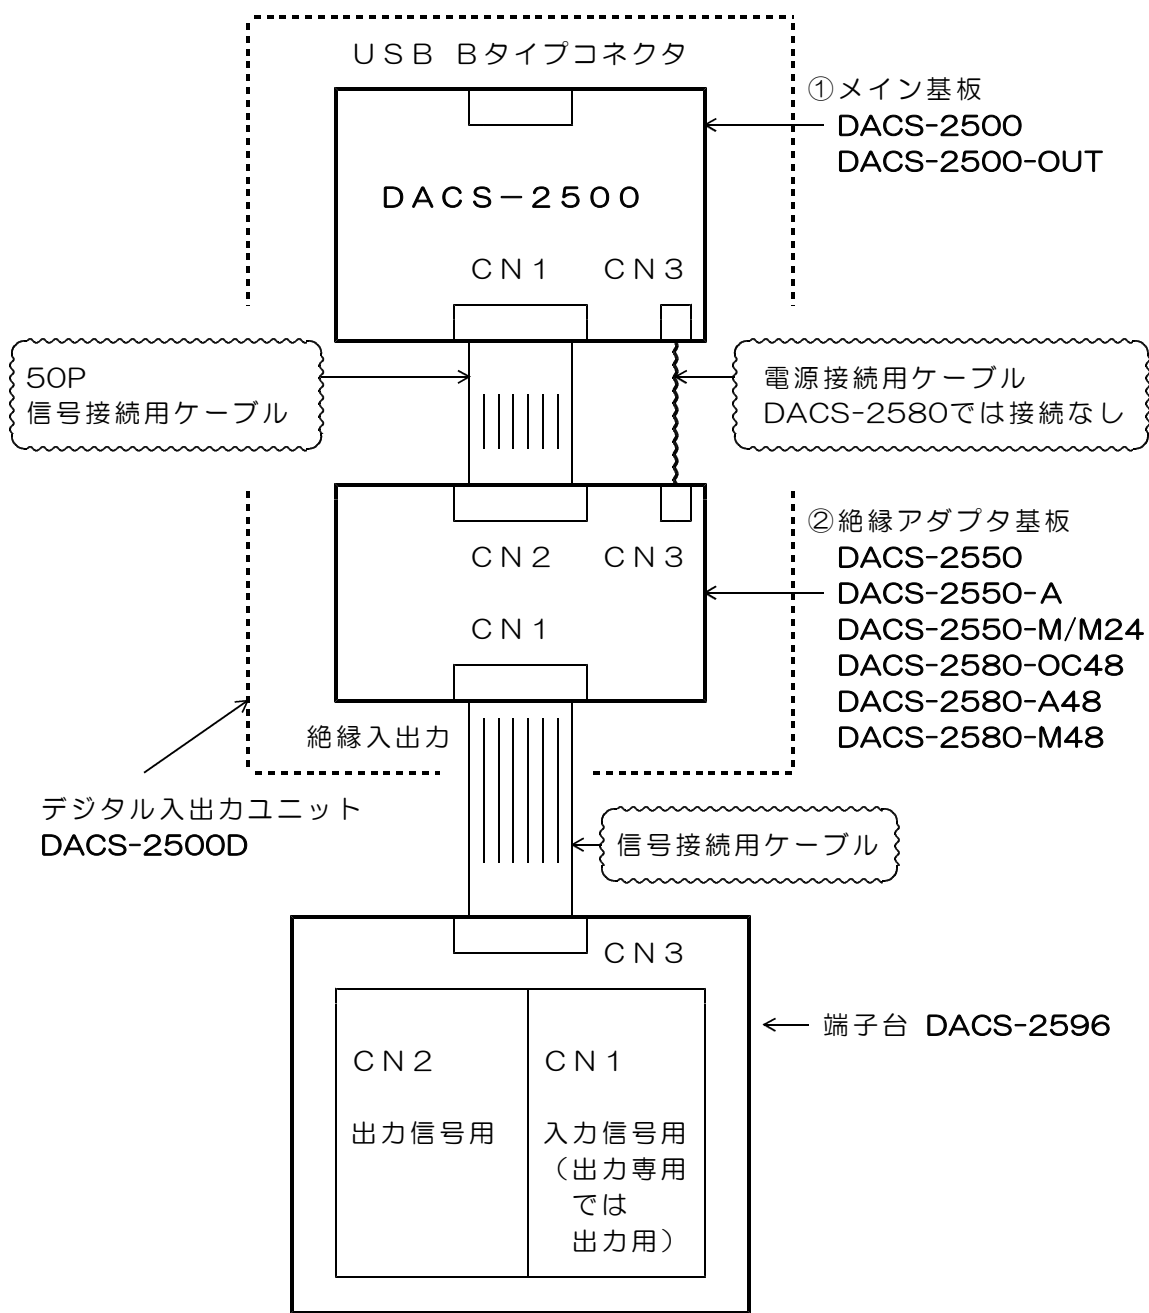 ＵＳＢ Ｂタイプコネクタ
①メイン基板
DACS-2500
DACS-2500-OUT
ＤＡＣＳ－２５００
ＣＮ１
ＣＮ３
50P
信号接続用ケーブル
電源接続用ケーブル
DACS-2580では接続なし
②絶縁アダプタ基板
DACS-2550
DACS-2550-A
DACS-2550-M/M24
DACS-2580-OC48
DACS-2580-A48
DACS-2580-M48
ＣＮ２
ＣＮ３
ＣＮ１
絶縁入出力
デジタル入出力ユニット
DACS-2500D
信号接続用ケーブル
ＣＮ３
端子台 DACS-2596
ＣＮ２
出力信号用
ＣＮ１
入力信号用
（出力専用
では
出力用）